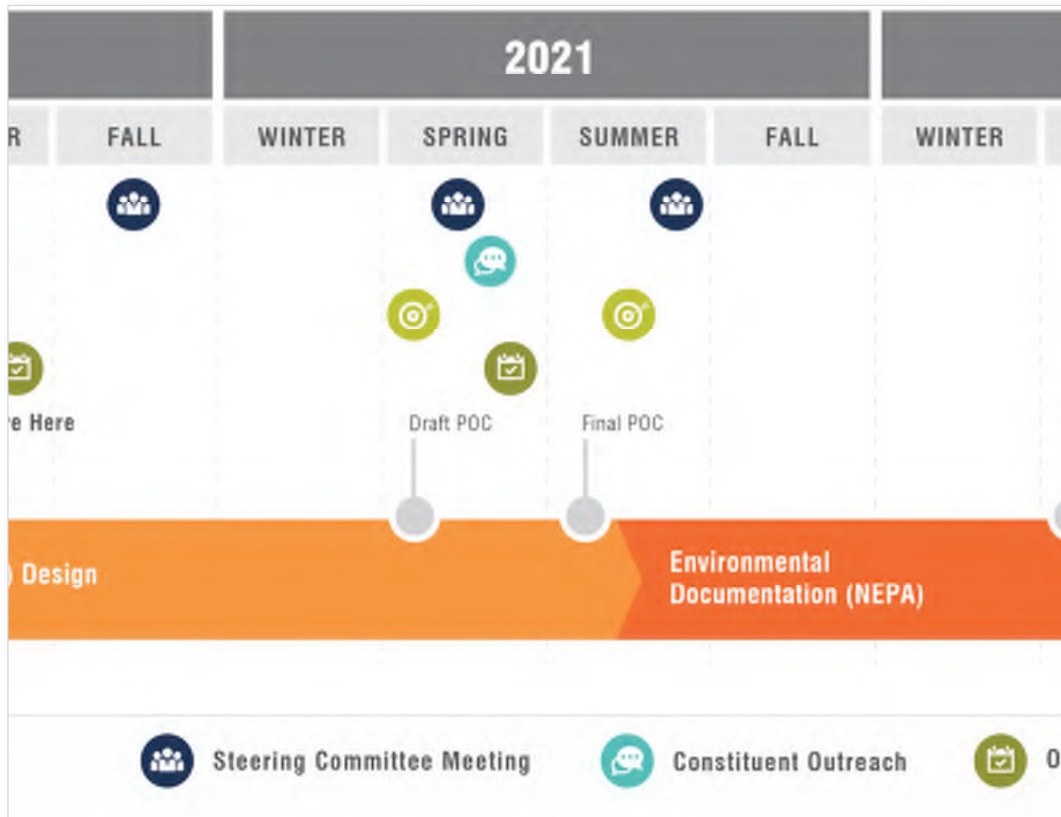 2021
R FALL WINTER SPRING SUMMER FALL WINTER
e Here
Draft POC Final POC
) Design
Environmental
Documentation (NEPA)
Steering Committee Meeting Constituent Outreach O